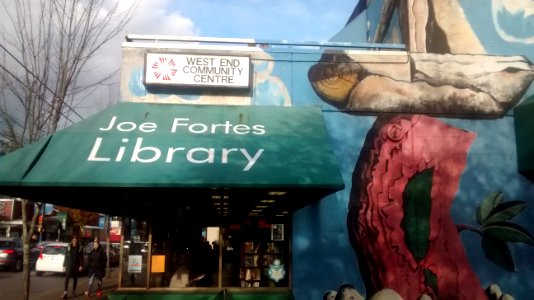 WEST END
COMMUNITY
CENTRE
Joe Fortes
Library